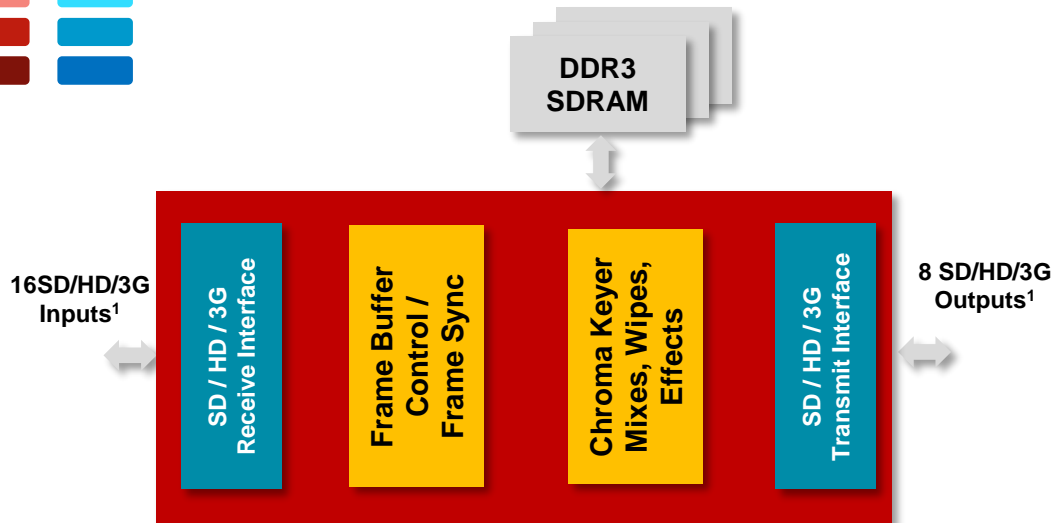 DDR3
SDRAM
16SD/HD/3G
Inputs¹
SD / HD / 3G
Receive Interface
Frame Buffer
Control /
Frame Sync
Chroma Keyer
Mixes, Wipes,
Effects
SD / HD / 3G
Transmit Interface
8 SD/HD/3G
Outputs¹